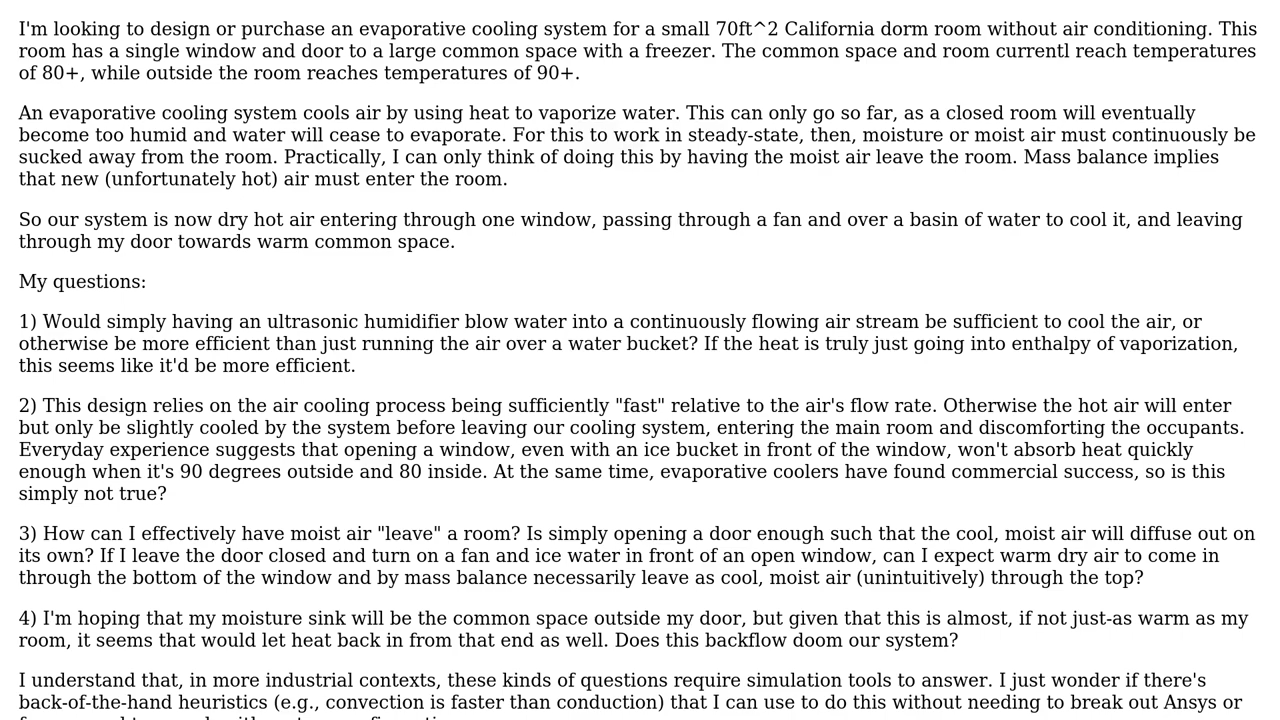 I'm looking to design or purchase an evaporative cooling system for a small 70ft^2 California dorm room without air conditioning. This
room has a single window and door to a large common space with a freezer. The common space and room currentl reach temperatures
of 80+, while outside the room reaches temperatures of 90+.
An evaporative cooling system cools air by using heat to vaporize water. This can only go so far, as a closed room will eventually
become too humid and water will cease to evaporate. For this to work in steady-state, then, moisture or moist air must continuously be
sucked away from the room. Practically, I can only think of doing this by having the moist air leave the room. Mass balance implies
that new (unfortunately hot) air must enter the room.
So our system is now dry hot air entering through one window, passing through a fan and over a basin of water to cool it, and leaving
through my door towards warm common space.
My questions:
1) Would simply having an ultrasonic humidifier blow water into a continuously flowing air stream be sufficient to cool the air, or
otherwise be more efficient than just running the air over a water bucket? If the heat is truly just going into enthalpy of vaporization,
this seems like it'd be more efficient.
2) This design relies on the air cooling process being sufficiently "fast" relative to the air's flow rate. Otherwise the hot air will enter
but only be slightly cooled by the system before leaving our cooling system, entering the main room and discomforting the occupants.
Everyday experience suggests that opening a window, even with an ice bucket in front of the window, won't absorb heat quickly
enough when it's 90 degrees outside and 80 inside. At the same time, evaporative coolers have found commercial success, so is this
simply not true?
3) How can I effectively have moist air "leave" a room? Is simply opening a door enough such that the cool, moist air will diffuse out on
its own? If I leave the door closed and turn on a fan and ice water in front of an open window, can I expect warm dry air to come in
through the bottom of the window and by mass balance necessarily leave as cool, moist air (unintuitively) through the top?
4) I'm hoping that my moisture sink will be the common space outside my door, but given that this is almost, if not just-as warm as my
room, it seems that would let heat back in from that end as well. Does this backflow doom our system?
I understand that, in more industrial contexts, these kinds of questions require simulation tools to answer. I just wonder if there's
back-of-the-hand heuristics (e.g., convection is faster than conduction) that I can use to do this without needing to break out Ansys or